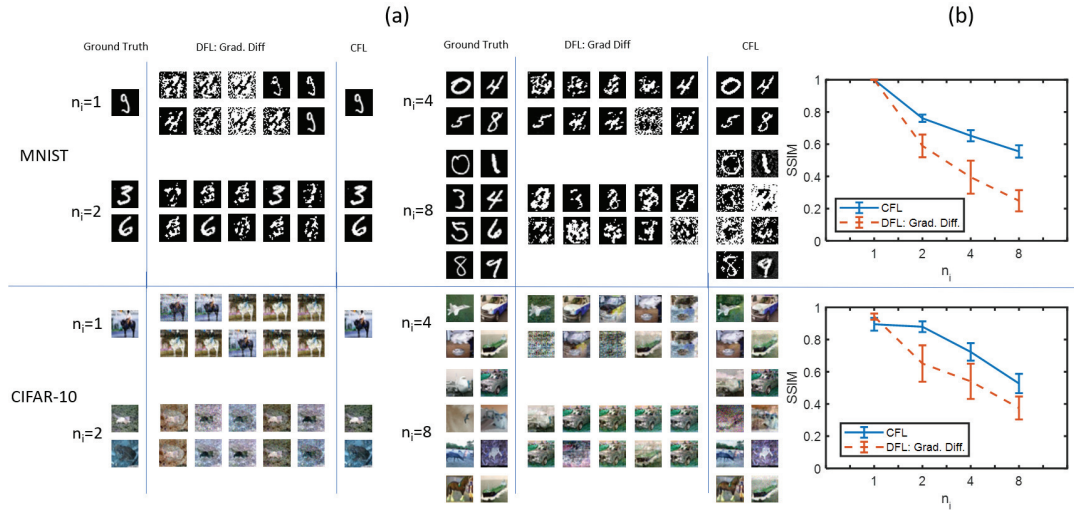 (a)
(b)
Ground Truth
DFL: Grad. Diff
CFL
Ground Truth
DFL: Grad Diff
CFL
MNIST
n_i=1
n_i=2
n_i=4
n_i=8
CIFAR-10
n_i=1
n_i=2
n_i=4
n_i=8
1
0.8
0.6
0.4
0.2
0
SSIM
CFL
DFL: Grad. Diff.
1 2 4 8
n_i
1
0.8
0.6
0.4
0.2
0
SSIM
CFL
DFL: Grad. Diff.
1 2 4 8
n_i